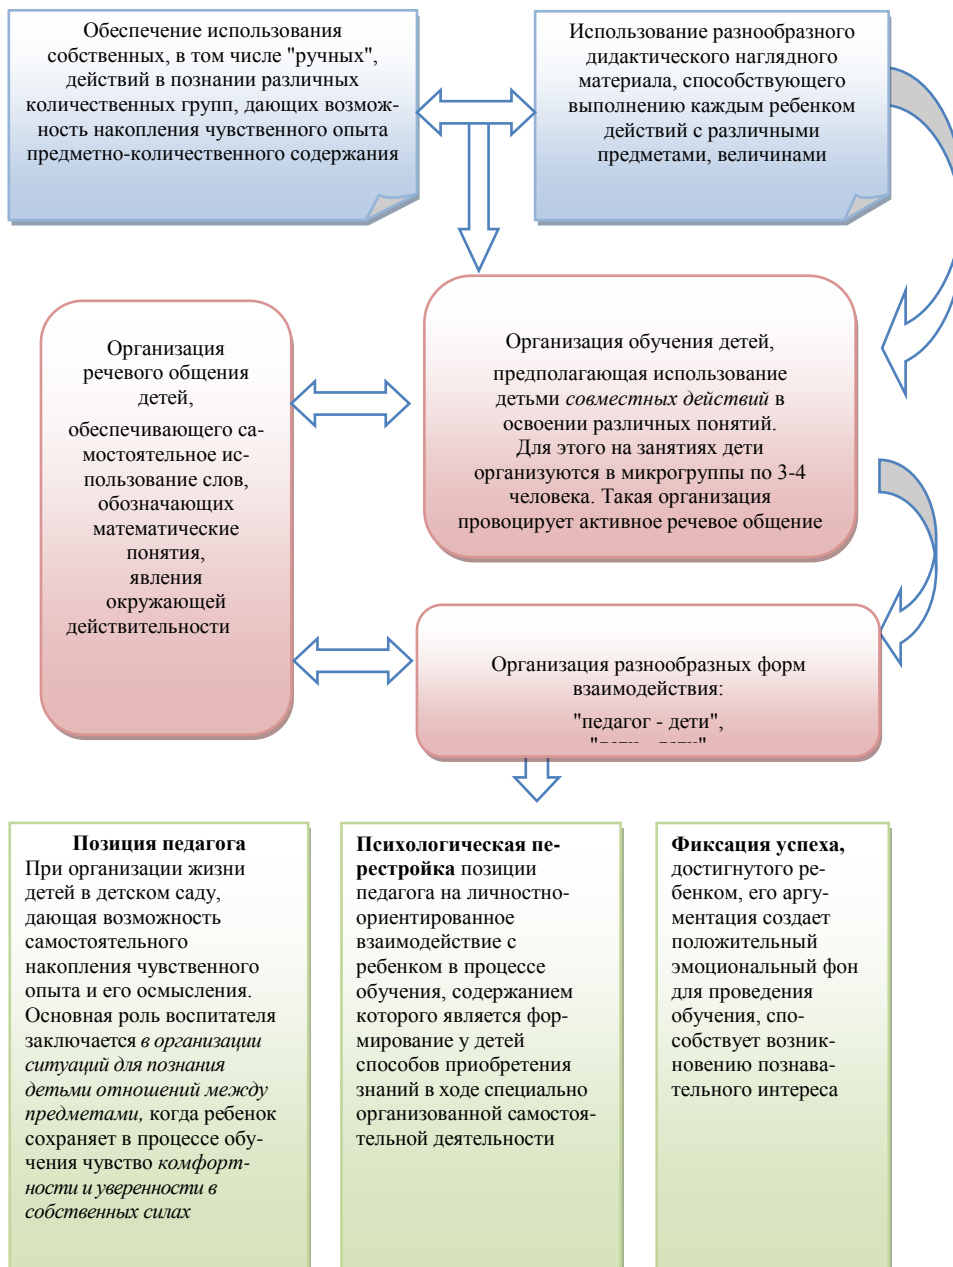 Обеспечение использования
собственных, в том числе "ручных",
действий в познании различных
количественных групп, дающих возмож-
ность накопления чувственного опыта
предметно-количественного содержания
Использование разнообразного
дидактического наглядного
материала, способствующего
выполнению каждым ребенком
действий с различными
предметами, величинами
Организация
речевого общения
детей,
обеспечивающего са-
мостоятельное ис-
пользование слов,
обозначающих
математические
понятия,
явления
окружающей
действительности
Организация обучения детей,
предполагающая использование
детьми совместных действий в
освоении различных понятий.
Для этого на занятиях дети
организуются в микрогруппы по 3-4
человека. Такая организация
провоцирует активное речевое общение
Организация разнообразных форм
взаимодействия:
"педагог - дети",
Позиция педагога
При организации жизни
детей в детском саду,
дающая возможность
самостоятельного
накопления чувственного
опыта и его осмысления.
Основная роль воспитателя
заключается в организации
ситуаций для познания
детьми отношений между
предметами, когда ребенок
сохраняет в процессе обу-
чения чувство комфорт-
ности и уверенности в
собственных силах
Психологическая пе-
рестройка позиции
педагога на личностно-
ориентированное
взаимодействие с
ребенком в процессе
обучения, содержанием
которого является фор-
мирование у детей
способов приобретения
знаний в ходе специально
организованной самостоя-
тельной деятельности
Фиксация успеха,
достигнутого ре-
бенком, его аргу-
ментация создает
положительный
эмоциональный фон
для проведения
обучения, спо-
собствует возник-
новению познава-
тельного интереса